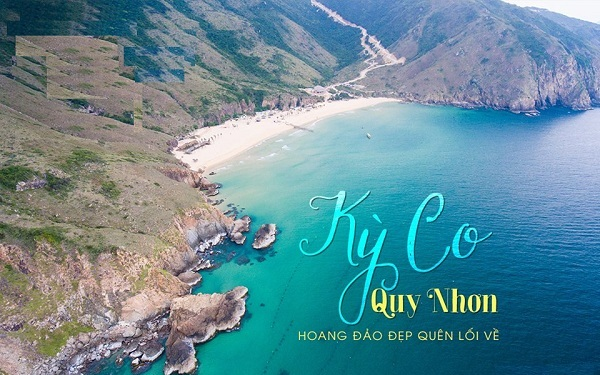 Kỳ Co
Quy Nhơn
HOANG ĐẢO ĐẸP QUÊN LỐI VỀ